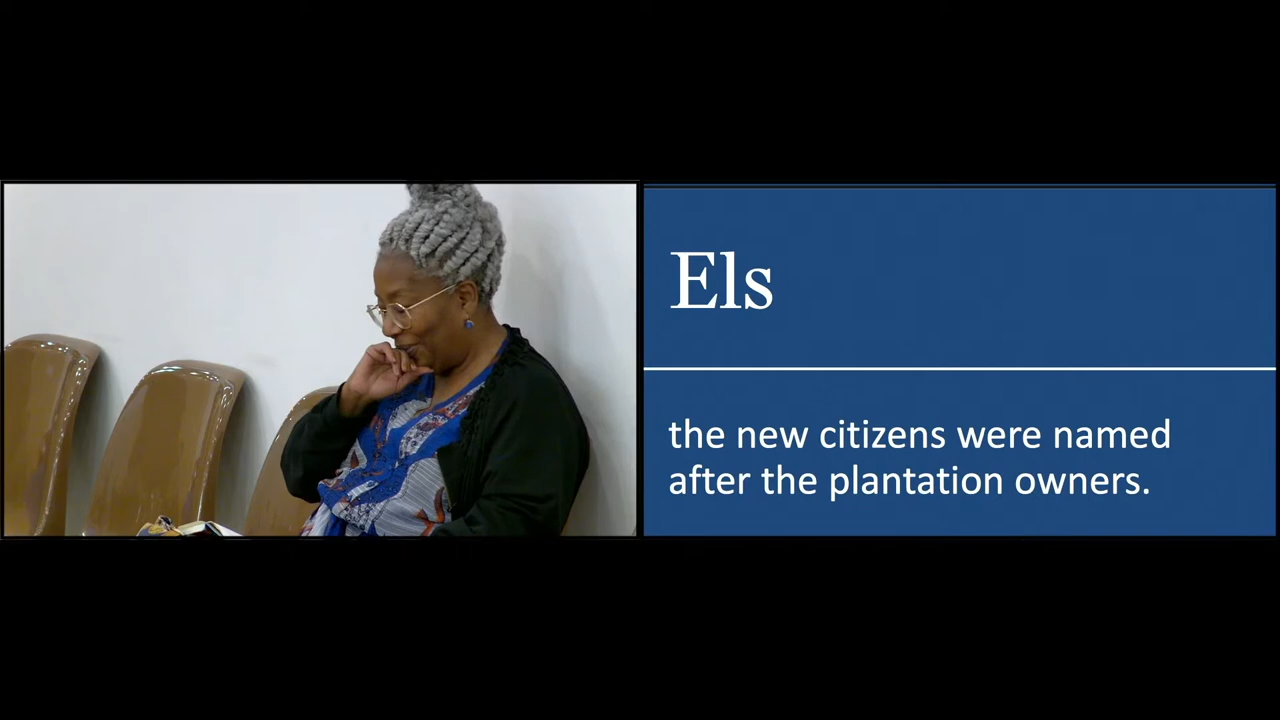 Els
the new citizens were named
after the plantation owners.